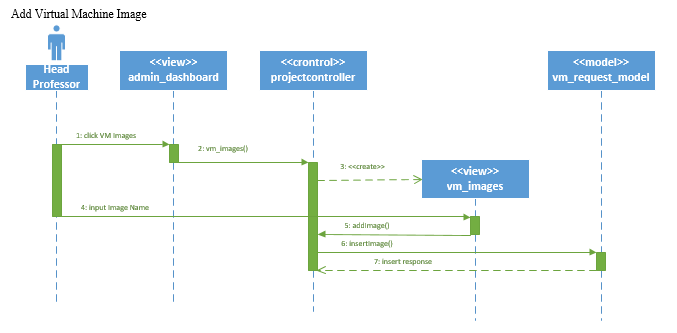 Add Virtual Machine Image
Head
Professor
<<view>>
admin_dashboard
<<crontrol>>
projectcontroller
<<model>>
vm_request_model
1: click VM Images
2: vm_images()
3: <<create>>
<<view>>
vm_images
4: input Image Name
5: addimage()
6: insertimage()
7: insert response